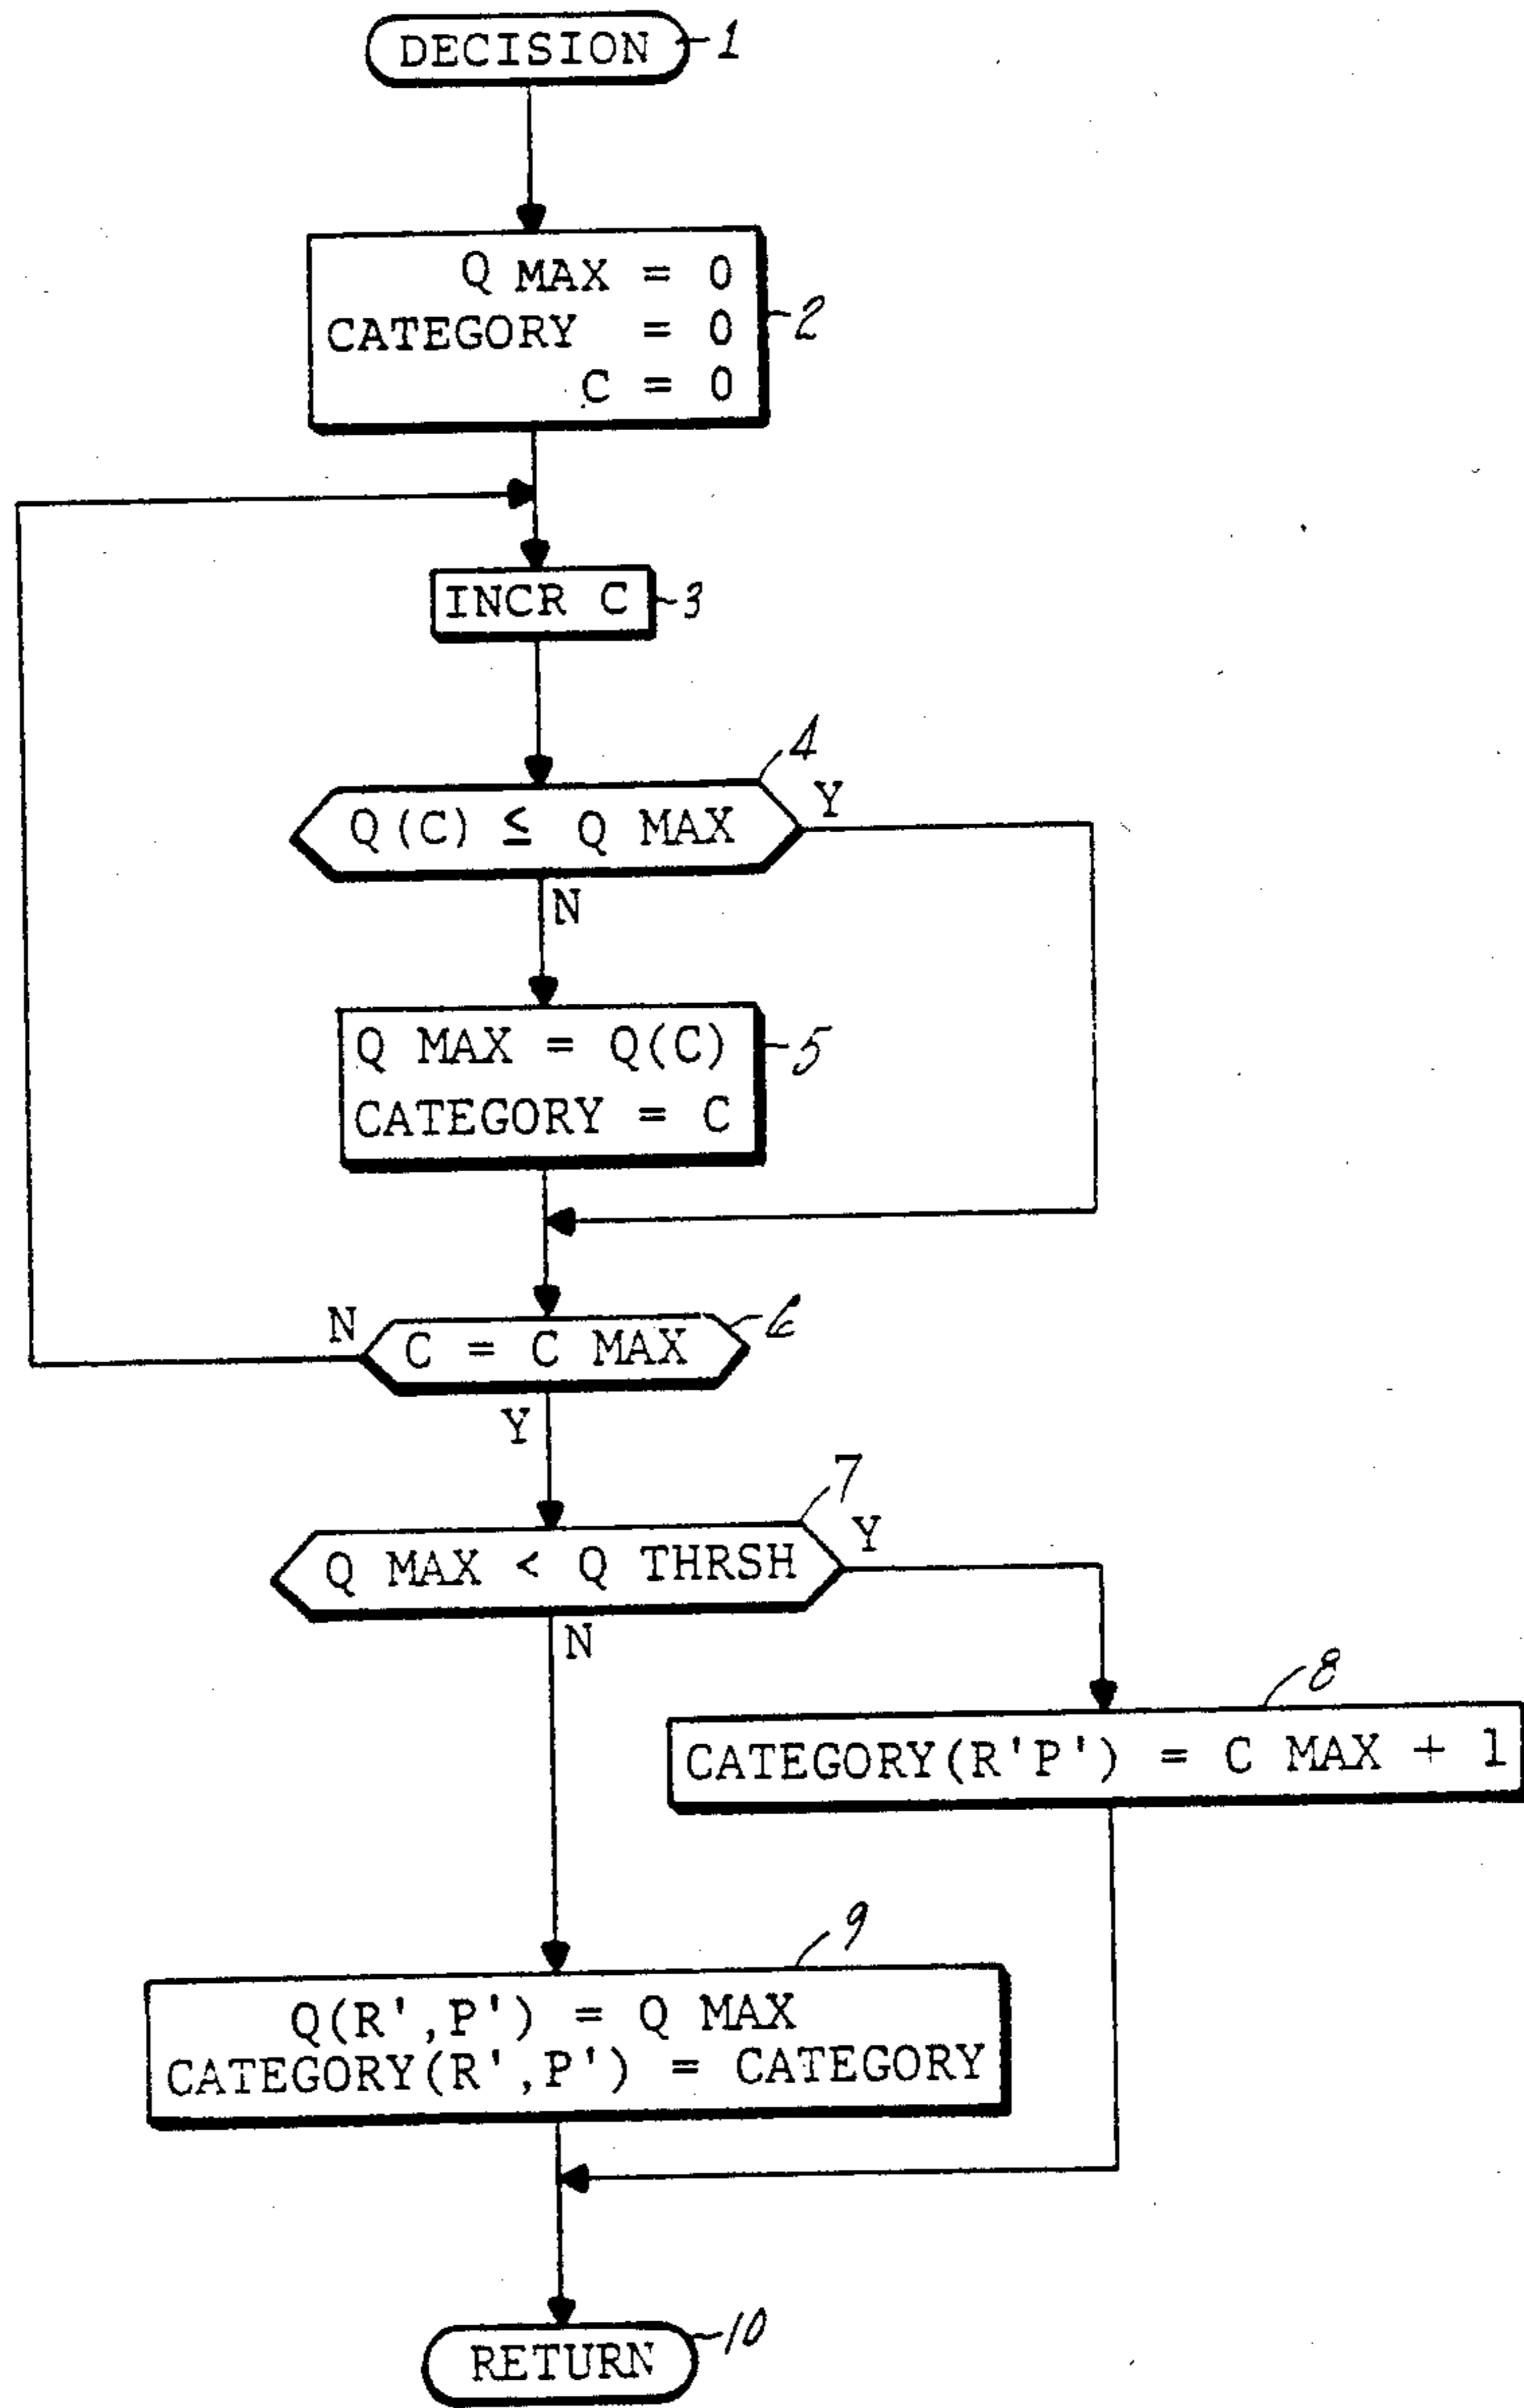 DECISION 1
Q MAX = 0
CATEGORY = 0
C = 0
2
INCR C 3
4
Q(C) ≤ Q MAX Y
N
Q MAX = Q(C)
CATEGORY = C
5
N C = C MAX 6
Y
7
Q MAX < Q THRSH Y
N
8
CATEGORY(R'P') = C MAX + 1
9
Q(R',P') = Q MAX
CATEGORY(R',P') = CATEGORY
RETURN 10